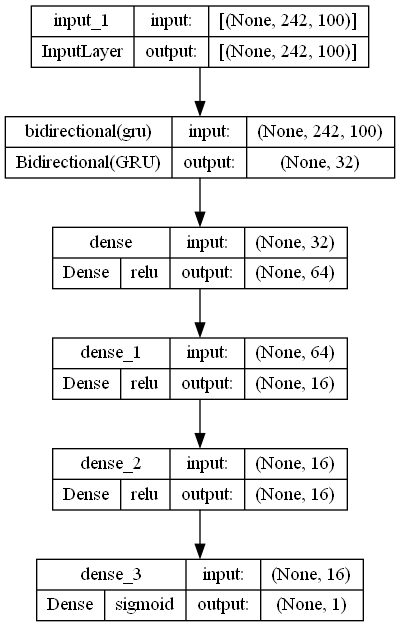 input_1 input: [(None, 242, 100)]
InputLayer output: [(None, 242, 100)]
bidirectional(gru) input: (None, 242, 100)
Bidirectional(GRU) output: (None, 32)
dense input: (None, 32)
Dense relu output: (None, 64)
dense_1 input: (None, 64)
Dense relu output: (None, 16)
dense_2 input: (None, 16)
Dense relu output: (None, 16)
dense_3 input: (None, 16)
Dense sigmoid output: (None, 1)